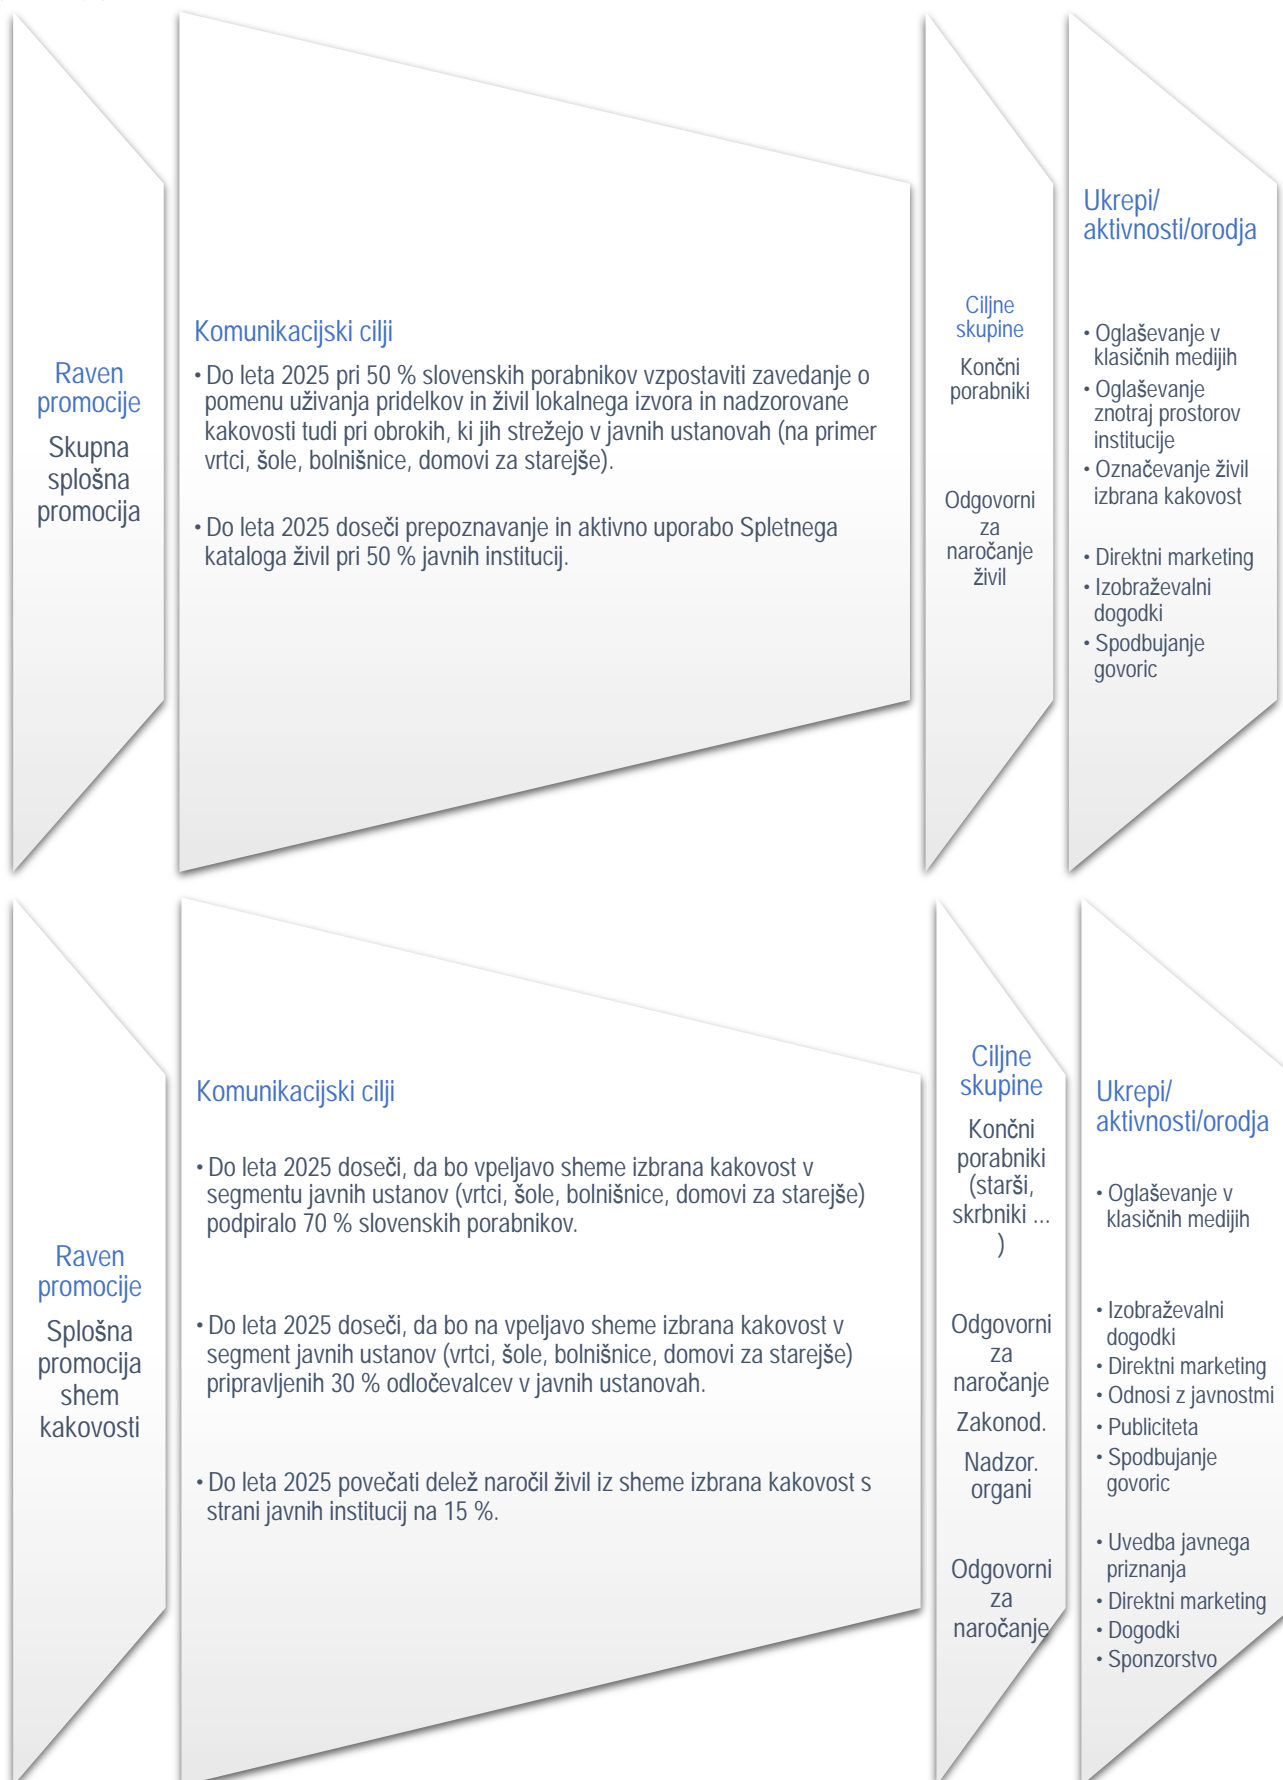 Raven
promocije
Skupna
splošna
promocija
Komunikacijski cilji
• Do leta 2025 pri 50 % slovenskih porabnikov vzpostaviti zavedanje o
pomenu uživanja pridelkov in živil lokalnega izvora in nadzorovane
kakovosti tudi pri obrokih, ki jih strežejo v javnih ustanovah (na primer
vrtci, šole, bolnišnice, domovi za starejše).
• Do leta 2025 doseči prepoznavanje in aktivno uporabo Spletnega
kataloga živil pri 50 % javnih institucij.
Ciljne
skupine
Končni
porabniki
Odgovorni
za
naročanje
živil
Ukrepi/
aktivnosti/orodja
• Oglaševanje v
klasičnih medijih
• Oglaševanje
znotraj prostorov
institucije
• Označevanje živil
izbrana kakovost
• Direktni marketing
• Izobraževalni
dogodki
• Spodbujanje
govoric
Raven
promocije
Splošna
promocija
shem
kakovosti
Komunikacijski cilji
• Do leta 2025 doseči, da bo vpeljavo sheme izbrana kakovost v
segmentu javnih ustanov (vrtci, šole, bolnišnice, domovi za starejše)
podpiralo 70 % slovenskih porabnikov.
• Do leta 2025 doseči, da bo na vpeljavo sheme izbrana kakovost v
segment javnih ustanov (vrtci, šole, bolnišnice, domovi za starejše)
pripravljenih 30 % odločevalcev v javnih ustanovah.
• Do leta 2025 povečati delež naročil živil iz sheme izbrana kakovost s
strani javnih institucij na 15 %.
Ciljne
skupine
Končni
porabniki
(starši,
skrbniki ...
)
Odgovorni
za
naročanje
Zakonod.
Nadzor.
organi
Odgovorni
za
naročanje
Ukrepi/
aktivnosti/orodja
• Oglaševanje v
klasičnih medijih
• Izobraževalni
dogodki
• Direktni marketing
• Odnosi z javnostmi
• Publiciteta
• Spodbujanje
govoric
• Uvedba javnega
priznanja
• Direktni marketing
• Dogodki
• Sponzorstvo